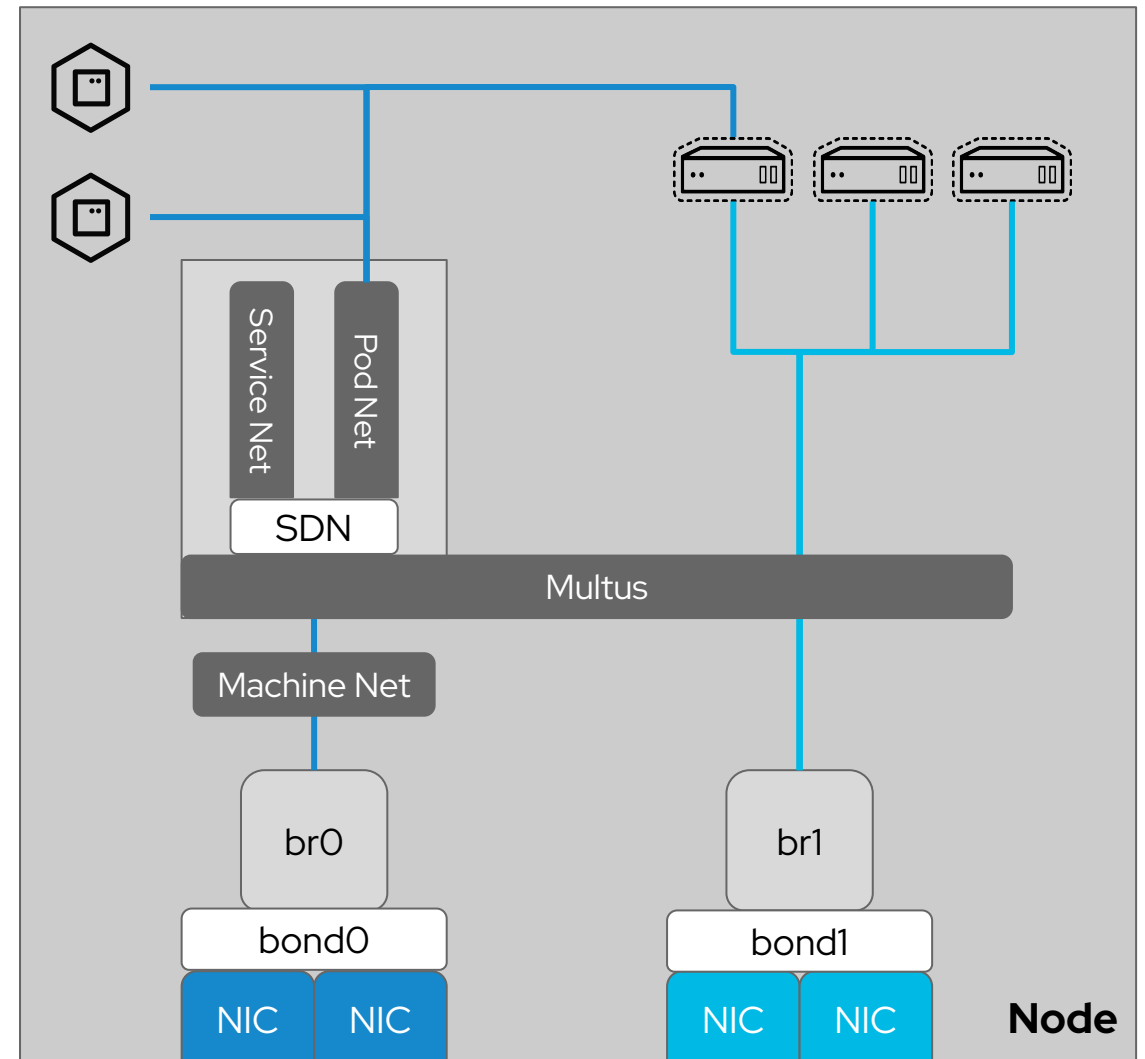 Service Net
Pod Net
SDN
Multus
Machine Net
br0
br1
bond0
bond1
NIC
NIC
NIC
NIC
Node